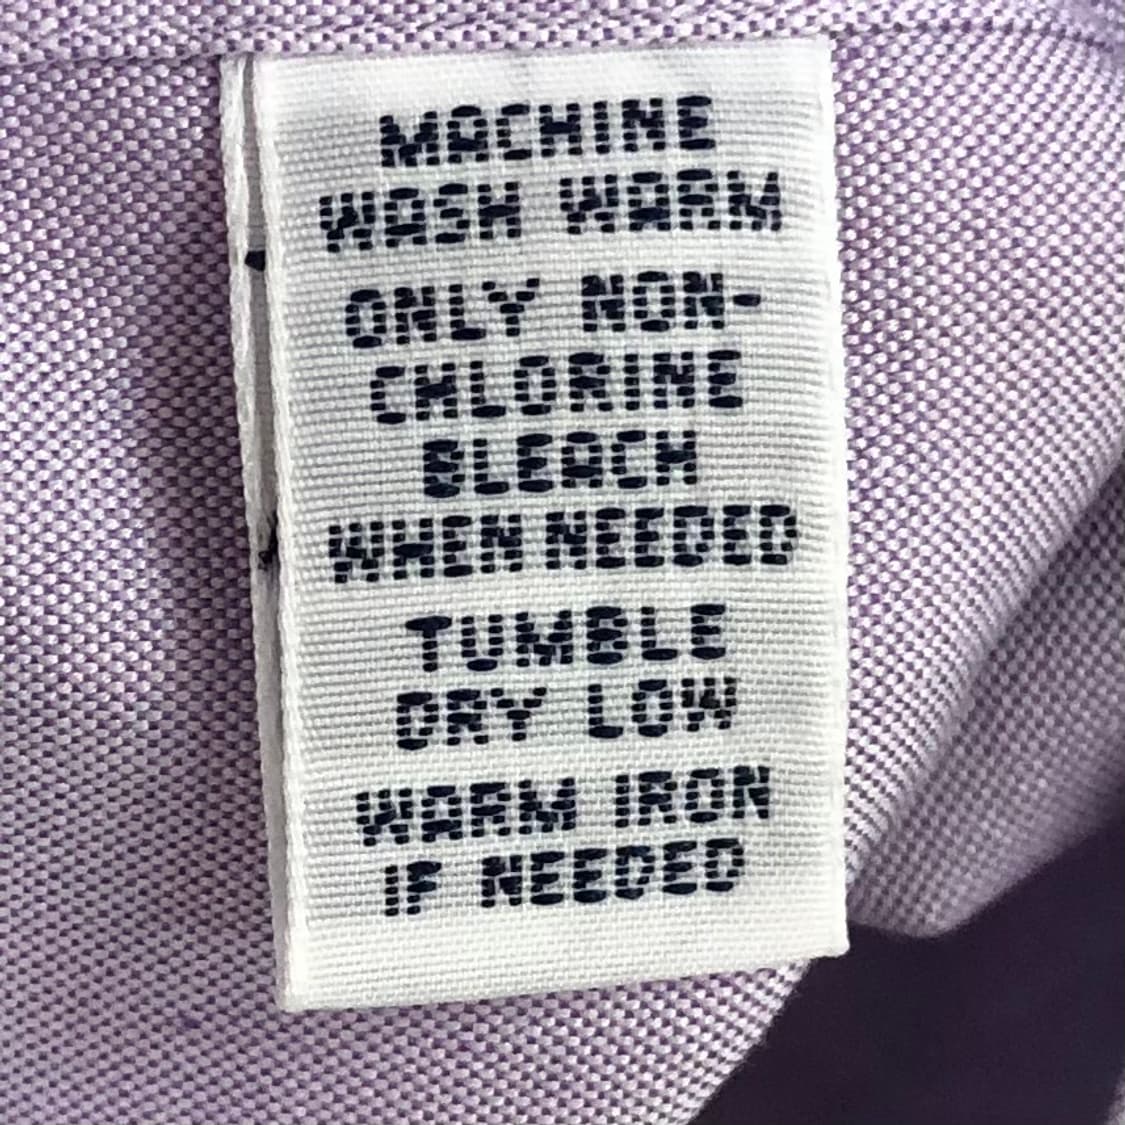 MACHINE
WASH WARM
ONLY NON-
CHLORINE
BLEACH
WHEN NEEDED
TUMBLE
DRY LOW
WARM IRON
IF NEEDED